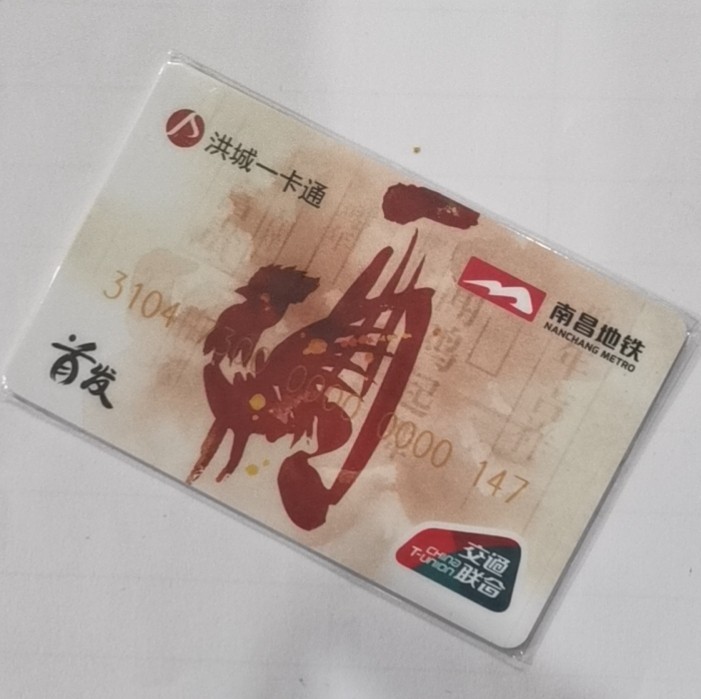 洪城一卡通
南昌地铁
NANCHANG METRO
3104 0000 0000 147
首发
交通
联合
China
T-Union